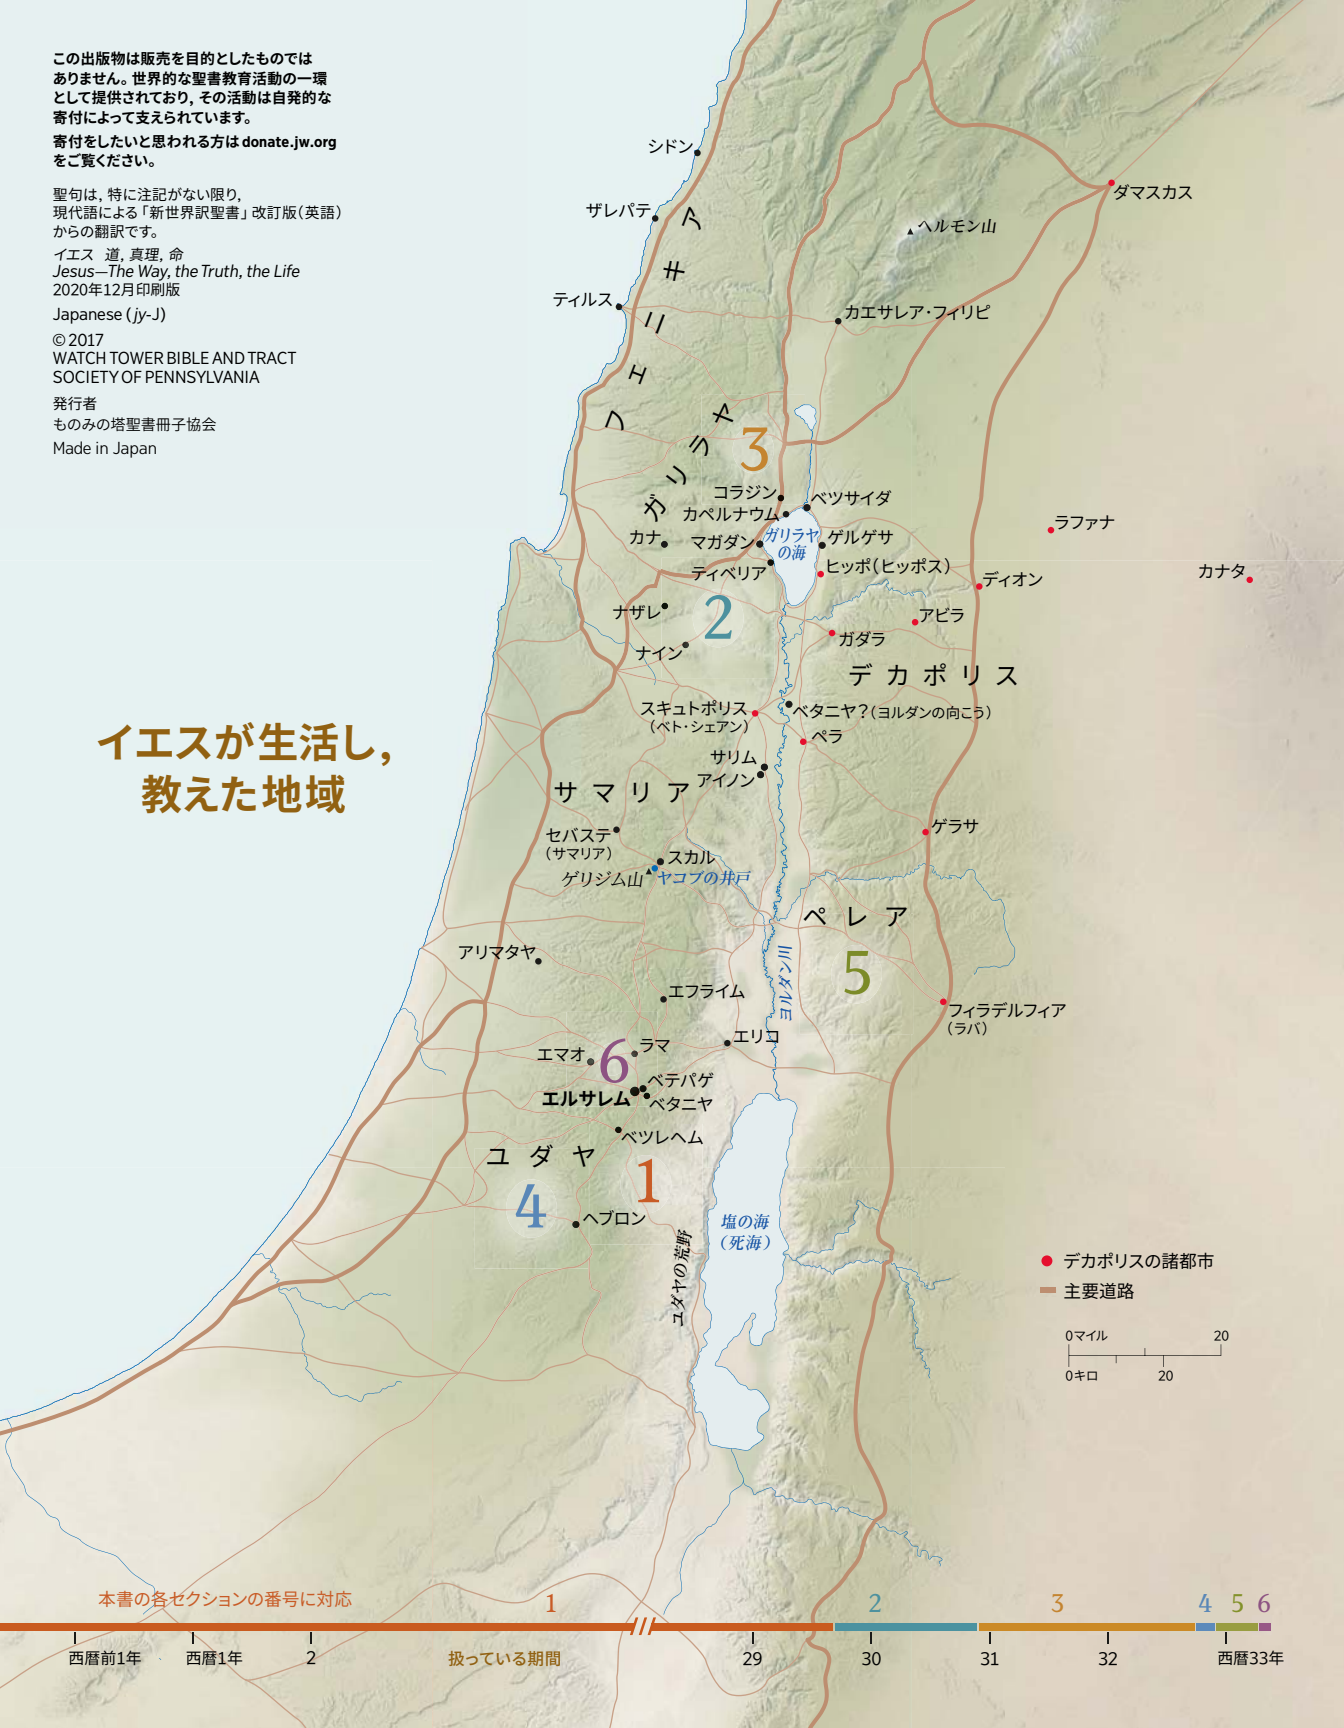 この出版物は販売を目的としたものでは
ありません。世界的な聖書教育活動の一環
として提供されており，その活動は自発的な
寄付によって支えられています。
寄付をしたいと思われる方は donate.jw.org
をご覧ください。
聖句は，特に注記がない限り，
現代語による「新世界訳聖書」改訂版（英語）
からの翻訳です。
イエス 道，真理，命
Jesus—The Way, the Truth, the Life
2020年12月印刷版
Japanese (jy-J)
© 2017
WATCH TOWER BIBLE AND TRACT
SOCIETY OF PENNSYLVANIA
発行者
ものみの塔聖書冊子協会
Made in Japan
イエスが生活し，
教えた地域
シドン
ダマスカス
ザレパテ
ヘルモン山
ティルス
カエサレア・フィリピ
フェニキア
ガリラヤ
3
コラジン
ベツサイダ
カペルナウム
ラファナ
カナ
マガダン
ガリラヤ
の海
ゲルゲサ
ティベリア
ヒッポ（ヒッポス）
ディオン
カナタ
ナザレ
2
アビラ
ガダラ
ナイン
デカポリス
スキュトポリス
（ベト・シェアン）
ベタニヤ？（ヨルダンの向こう）
ペラ
サリム
アイノン
サマリア
セバステ
（サマリア）
ゲラサ
スカル
ゲリジム山
ヤコブの井戸
ペレア
5
アリマタヤ
ヨルダン川
エフライム
フィラデルフィア
（ラバ）
エリコ
エマオ
6
ラマ
ベテパゲ
エルサレム
ベタニヤ
ベツレヘム
ユダヤ
1
4
ヘブロン
塩の海
（死海）
ユダヤの荒野
デカポリスの諸都市
主要道路
0マイル 20
0キロ 20
本書の各セクションの番号に対応
1 2 3 4 5 6
西暦前1年 西暦1年 2 扱っている期間 29 30 31 32 西暦33年